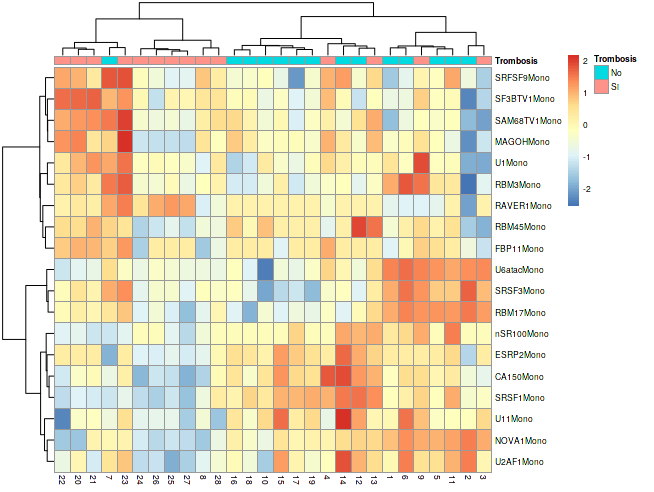 Trombosis
SRFSF9Mono
SF3BTV1Mono
SAM68TV1Mono
MAGOHMono
U1Mono
RBM3Mono
RAVER1Mono
RBM45Mono
FBP11Mono
U6atacMono
SRSF3Mono
RBM17Mono
nSR100Mono
ESRP2Mono
CA150Mono
SRSF1Mono
U11Mono
NOVA1Mono
U2AF1Mono
22 20 21 7 23 24 26 25 27 8 28 16 18 10 15 17 19 4 14 12 13 1 6 9 5 11 2 3
2
1
0
-1
-2
Trombosis
No
SI